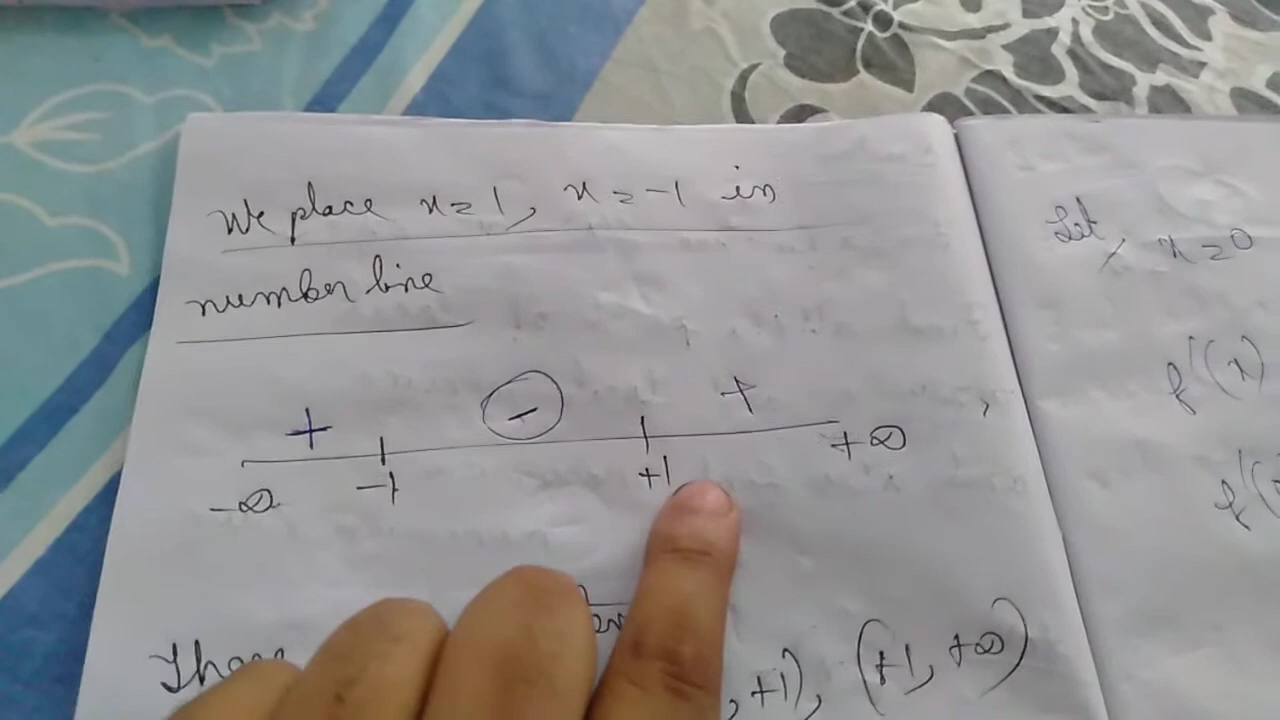 We place x=1, x=-1 in
number line
+ - +
-∞ -1 +1 +∞
, +1), (+1, +∞)
Let, x=0
f'(x)